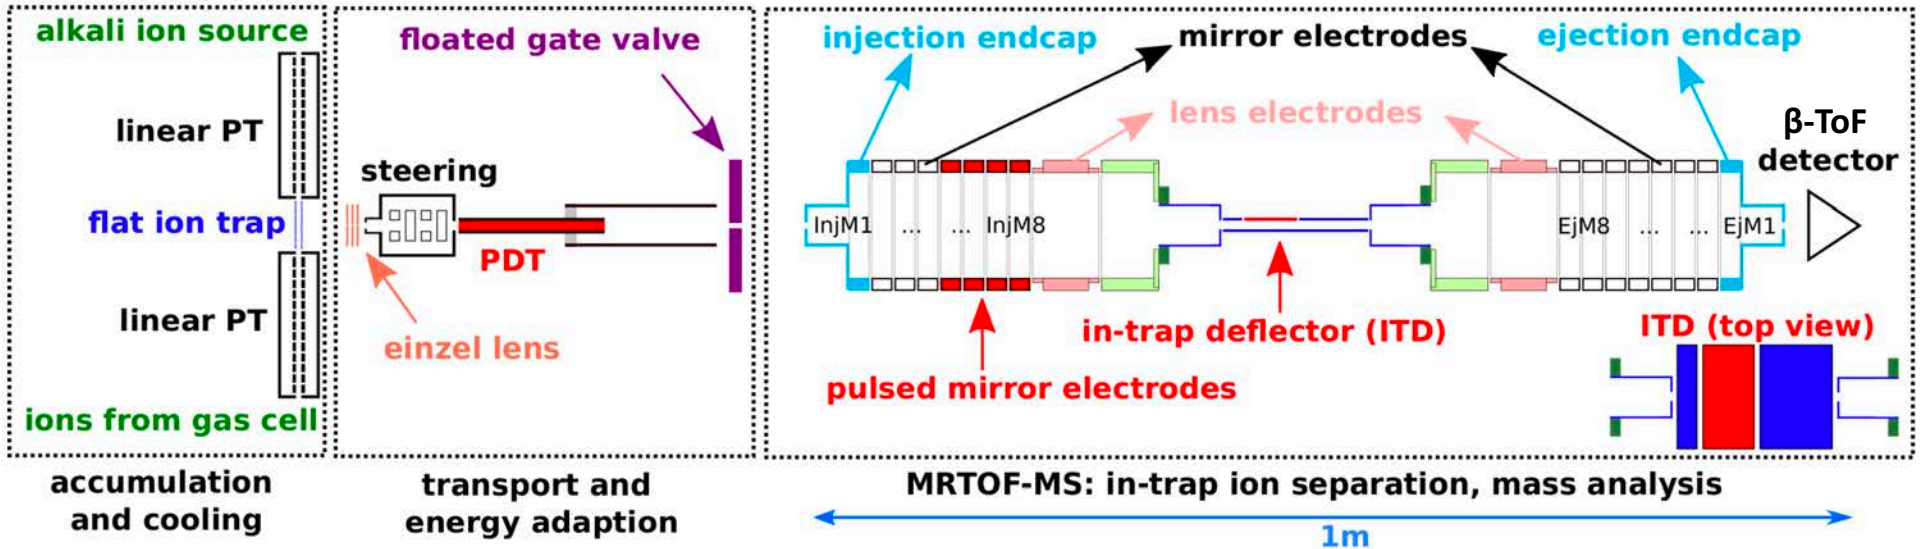 alkali ion source
linear PT
flat ion trap
linear PT
ions from gas cell
accumulation
and cooling
floated gate valve
steering
PDT
einzel lens
transport and
energy adaption
injection endcap
mirror electrodes
ejection endcap
lens electrodes
β-ToF
detector
InjM1 ... ... InjM8
EjM8 ... ... EjM1
in-trap deflector (ITD)
ITD (top view)
pulsed mirror electrodes
MRTOF-MS: in-trap ion separation, mass analysis
1m